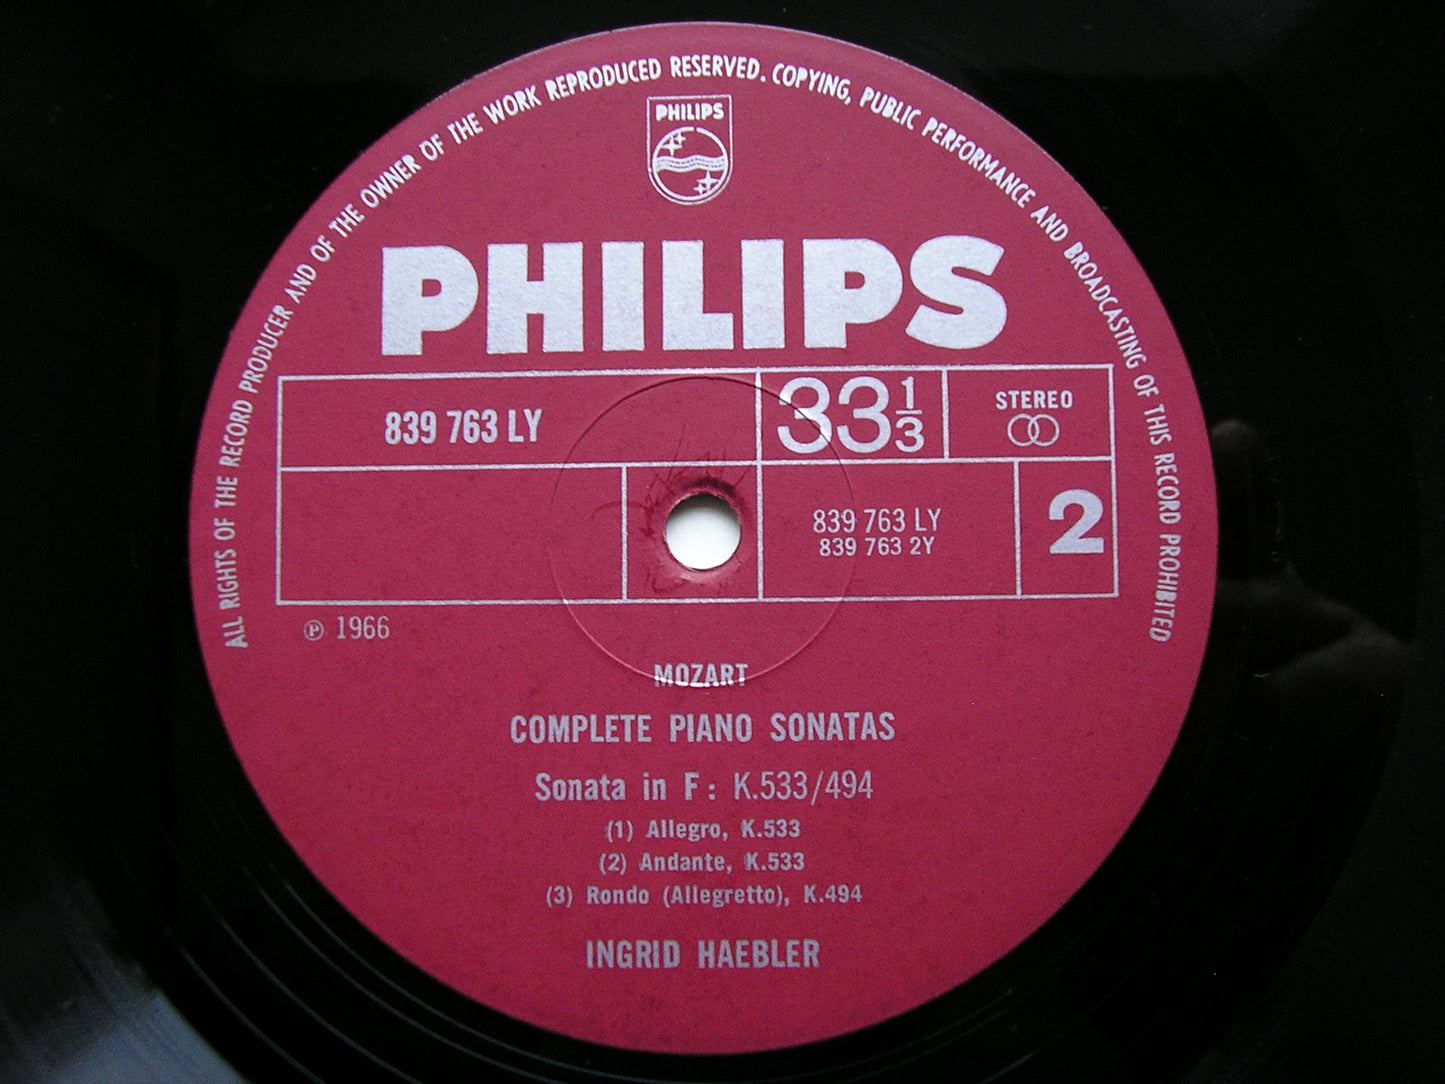 ALL RIGHTS OF THE RECORD PRODUCER AND OF THE OWNER OF THE WORK REPRODUCED RESERVED. COPYING, PUBLIC PERFORMANCE AND BROADCASTING OF THIS RECORD PROHIBITED
PHILIPS
PHILIPS
839 763 LY
33 1/3
STEREO
839 763 LY
839 763 2Y
2
℗ 1966
MOZART
COMPLETE PIANO SONATAS
Sonata in F: K.533/494
(1) Allegro, K.533
(2) Andante, K.533
(3) Rondo (Allegretto), K.494
INGRID HAEBLER